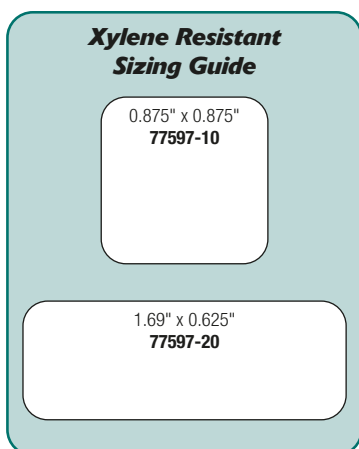 Xylene Resistant
Sizing Guide
0.875" x 0.875"
77597-10
1.69" x 0.625"
77597-20